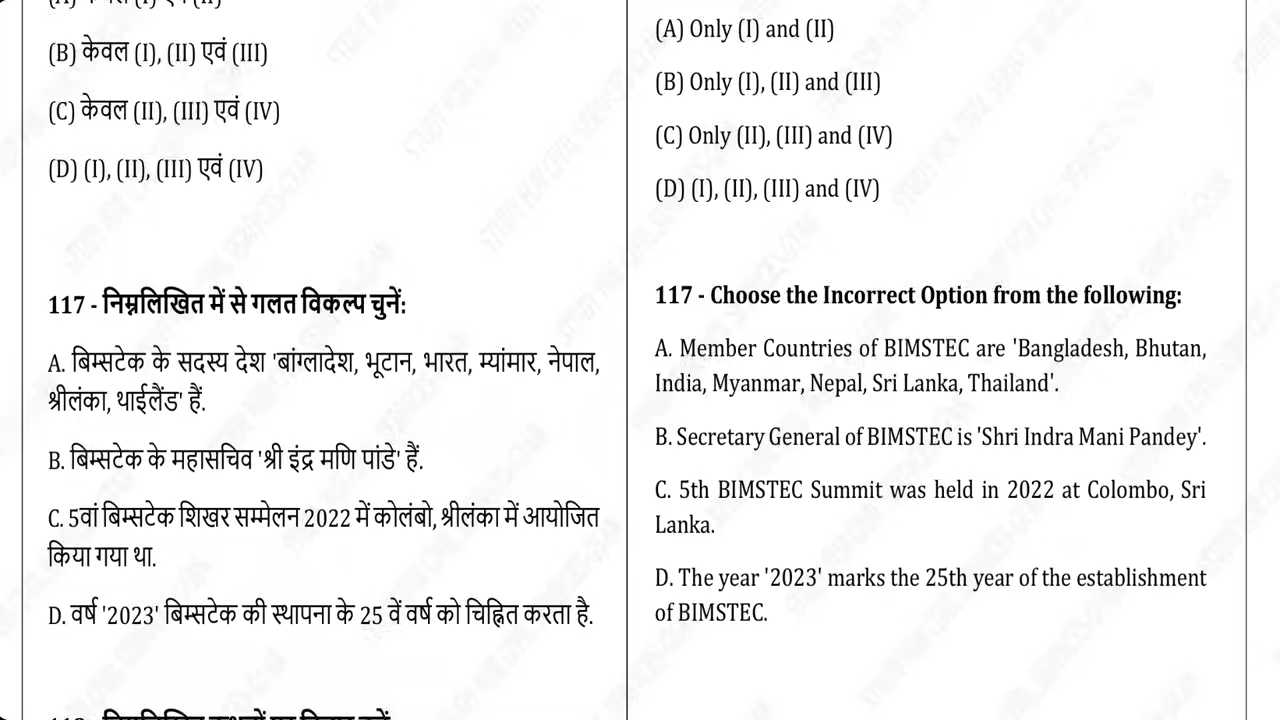 (B) केवल (I), (II) एवं (III)
(C) केवल (II), (III) एवं (IV)
(D) (I), (II), (III) एवं (IV)
117 - निम्नलिखित में से गलत विकल्प चुनें:
A. बिम्सटेक के सदस्य देश 'बांग्लादेश, भूटान, भारत, म्यांमार, नेपाल,
श्रीलंका, थाईलैंड' हैं.
B. बिम्सटेक के महासचिव 'श्री इंद्र मणि पांडे' हैं.
C. 5वां बिम्सटेक शिखर सम्मेलन 2022 में कोलंबो, श्रीलंका में आयोजित
किया गया था.
D. वर्ष '2023' बिम्सटेक की स्थापना के 25 वें वर्ष को चिह्नित करता है.
(A) Only (I) and (II)
(B) Only (I), (II) and (III)
(C) Only (II), (III) and (IV)
(D) (I), (II), (III) and (IV)
117 - Choose the Incorrect Option from the following:
A. Member Countries of BIMSTEC are 'Bangladesh, Bhutan,
India, Myanmar, Nepal, Sri Lanka, Thailand'.
B. Secretary General of BIMSTEC is 'Shri Indra Mani Pandey'.
C. 5th BIMSTEC Summit was held in 2022 at Colombo, Sri
Lanka.
D. The year '2023' marks the 25th year of the establishment
of BIMSTEC.